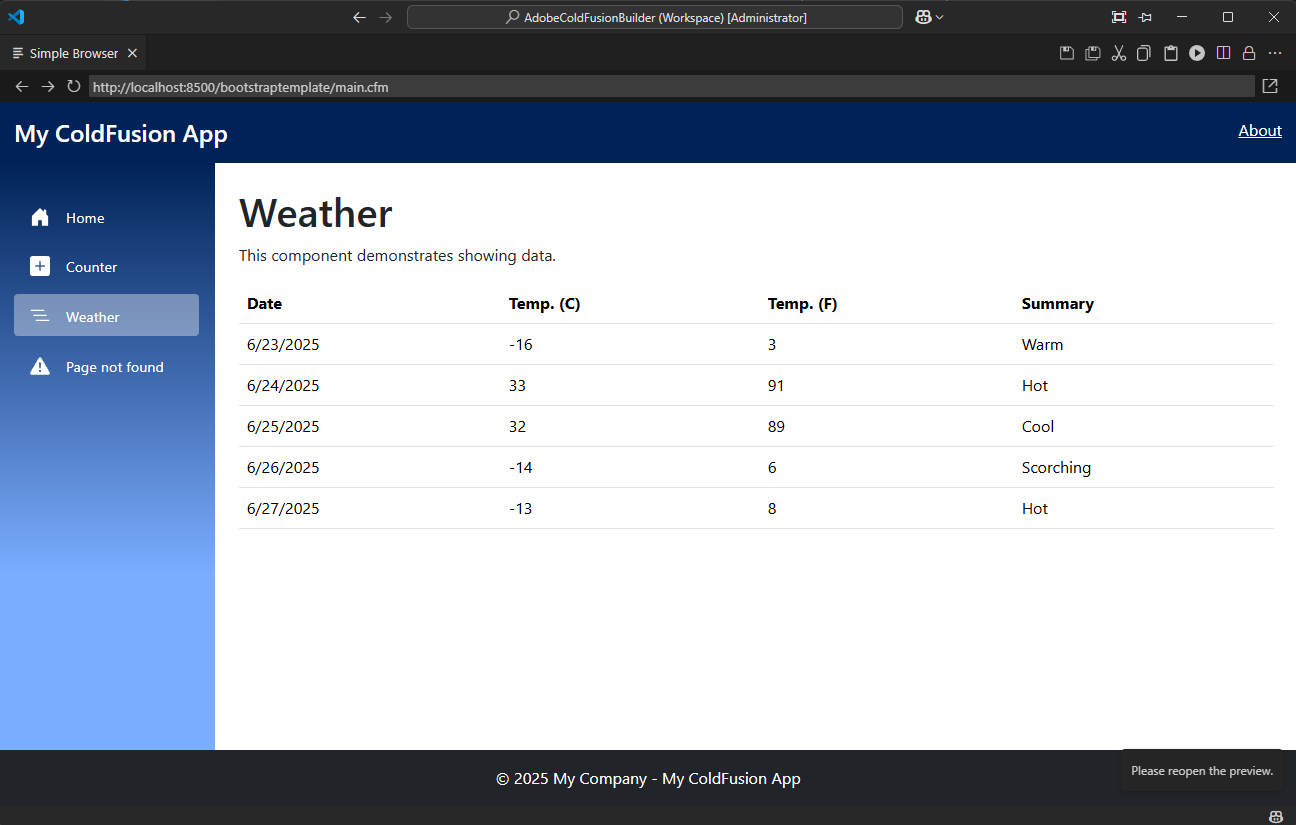 AdobeColdFusionBuilder (Workspace) [Administrator]
Simple Browser
http://localhost:8500/bootstraptemplate/main.cfm
My ColdFusion App
About
Home
Counter
Weather
Page not found
Weather
This component demonstrates showing data.
Date Temp. (C) Temp. (F) Summary
6/23/2025 -16 3 Warm
6/24/2025 33 91 Hot
6/25/2025 32 89 Cool
6/26/2025 -14 6 Scorching
6/27/2025 -13 8 Hot
© 2025 My Company - My ColdFusion App
Please reopen the preview.